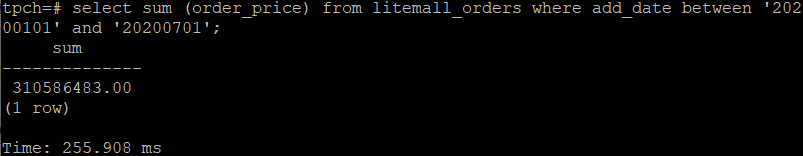 tpch=# select sum (order_price) from litemall_orders where add_date between '202
00101' and '20200701';
     sum
--------------
 310586483.00
(1 row)

Time: 255.908 ms